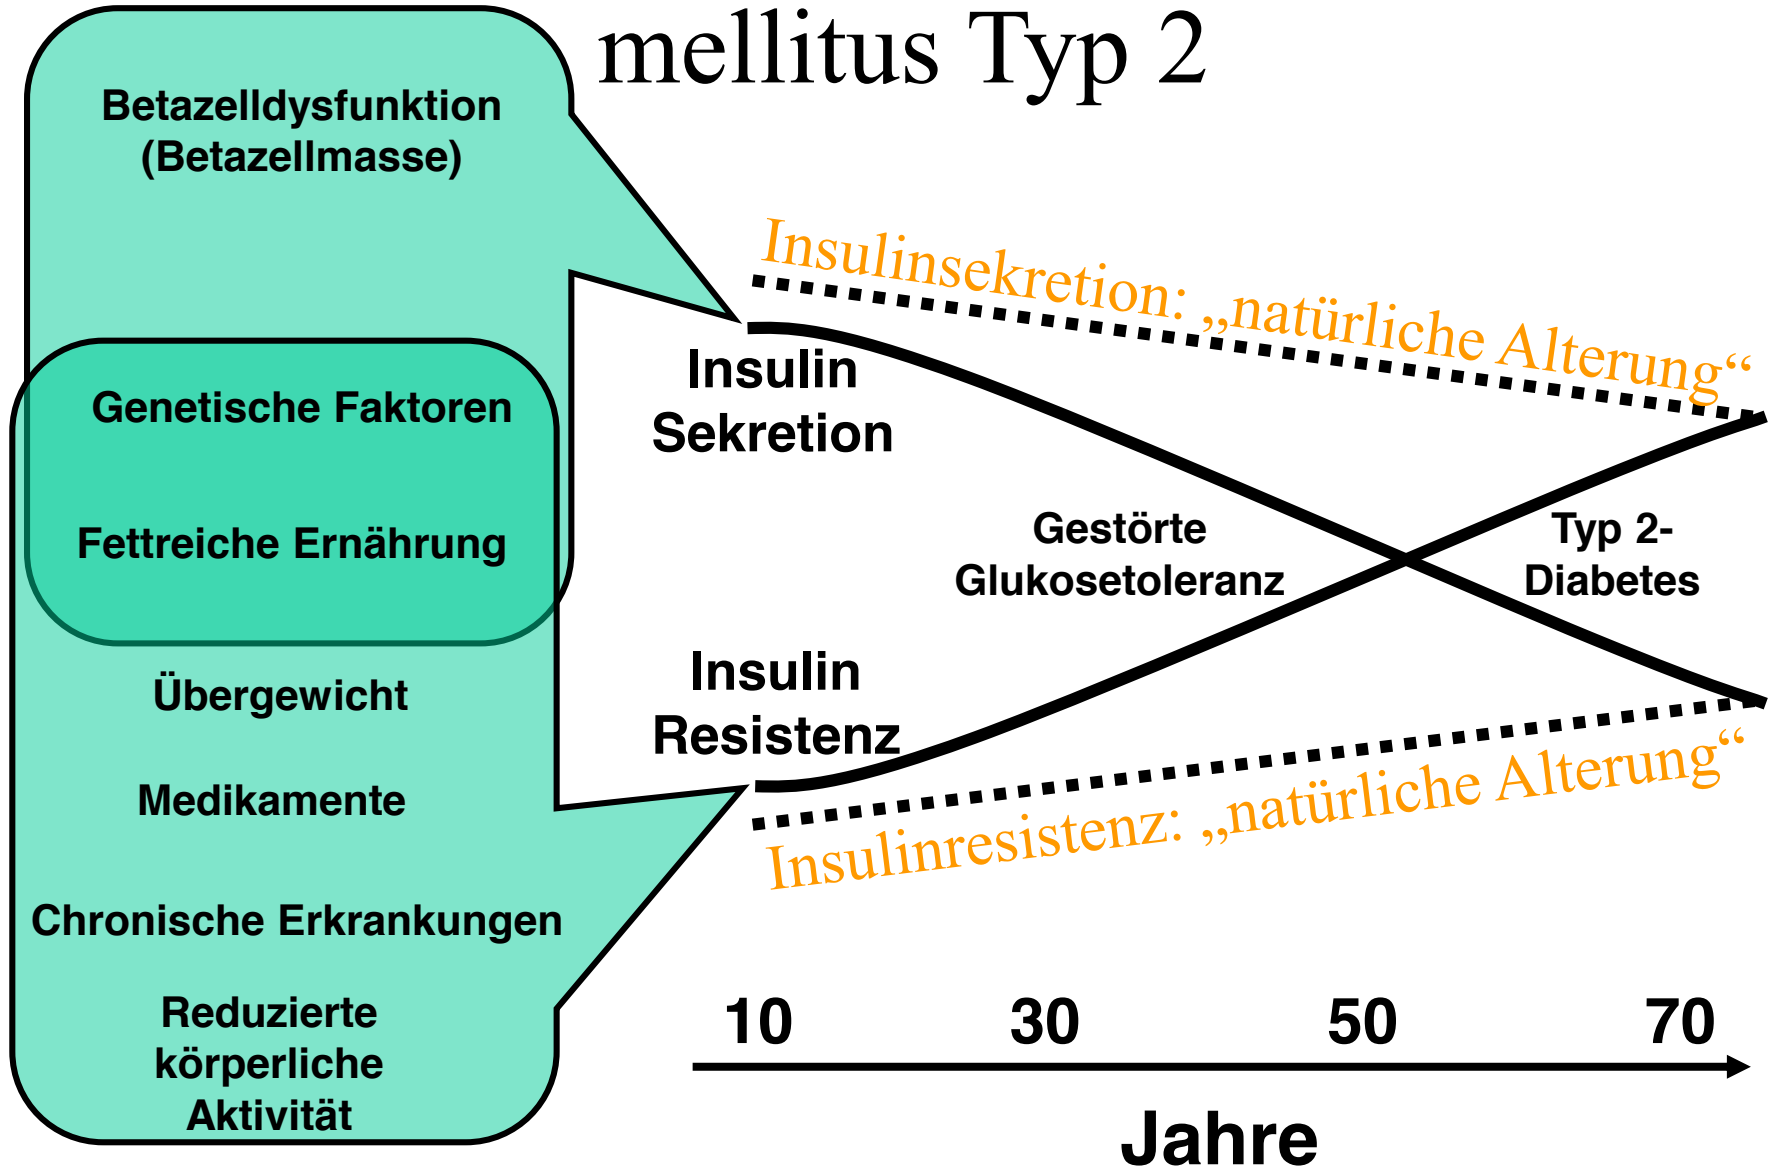 mellitus Typ 2
Betazelldysfunktion
(Betazellmasse)
Genetische Faktoren
Fettreiche Ernährung
Übergewicht
Medikamente
Chronische Erkrankungen
Reduzierte
körperliche
Aktivität
Insulinsekretion: „natürliche Alterung“
Insulin
Sekretion
Gestörte
Glukosetoleranz
Typ 2-
Diabetes
Insulin
Resistenz
Insulinresistenz: „natürliche Alterung“
10 30 50 70
Jahre